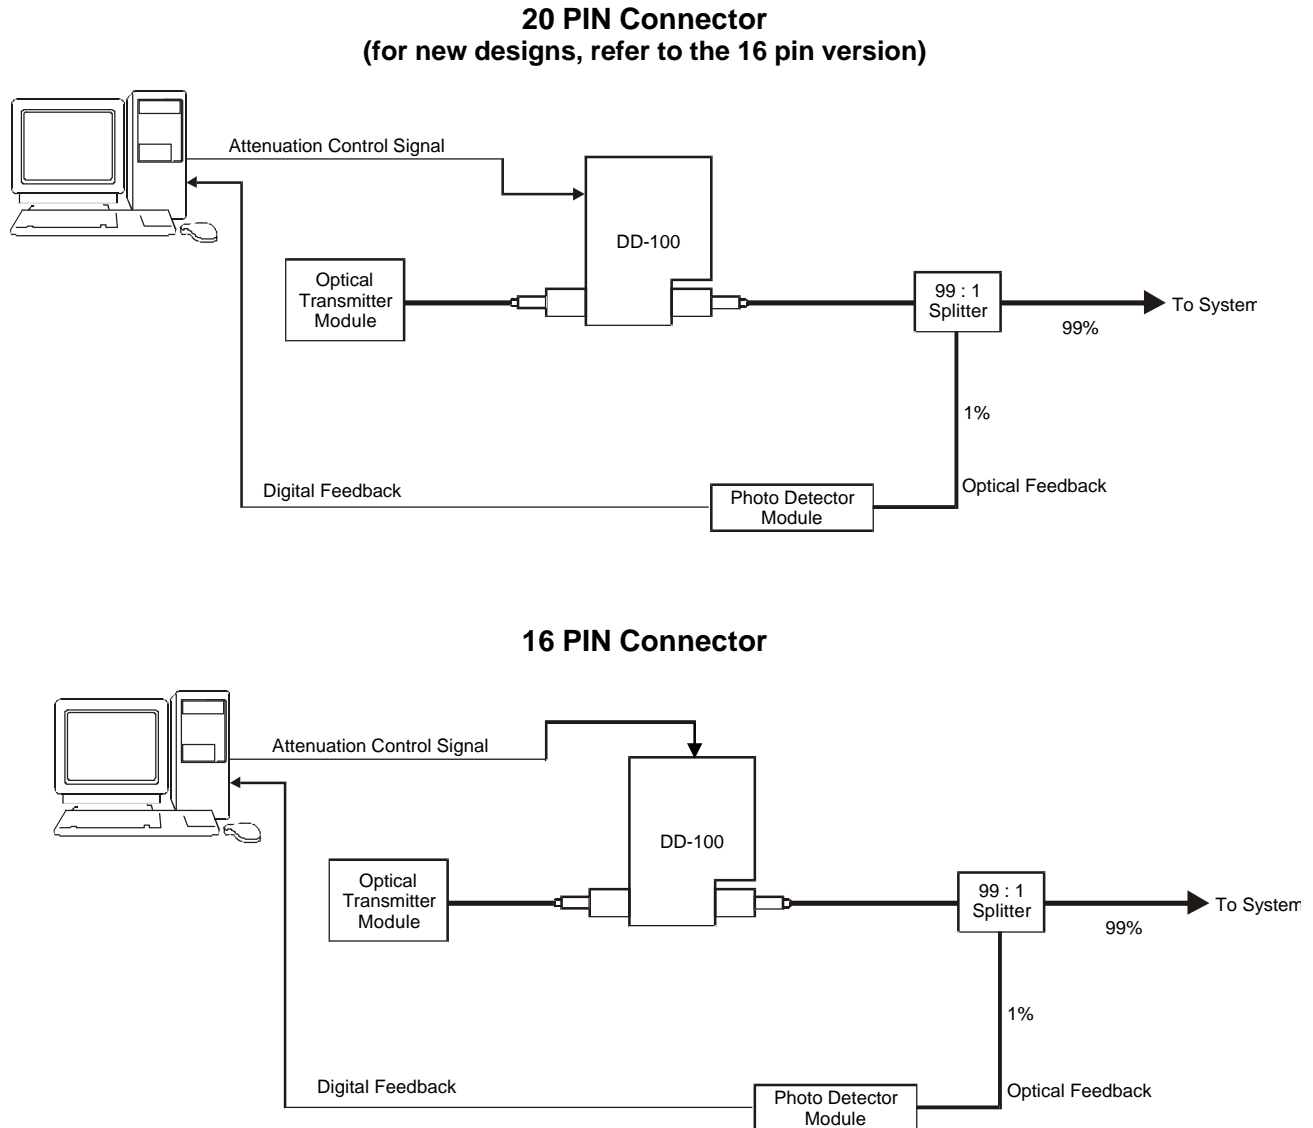 20 PIN Connector
(for new designs, refer to the 16 pin version)
Attenuation Control Signal
DD-100
Optical
Transmitter
Module
99 : 1
Splitter
To System
99%
1%
Digital Feedback
Photo Detector
Module
Optical Feedback
16 PIN Connector
Attenuation Control Signal
DD-100
Optical
Transmitter
Module
99 : 1
Splitter
To System
99%
1%
Digital Feedback
Photo Detector
Module
Optical Feedback